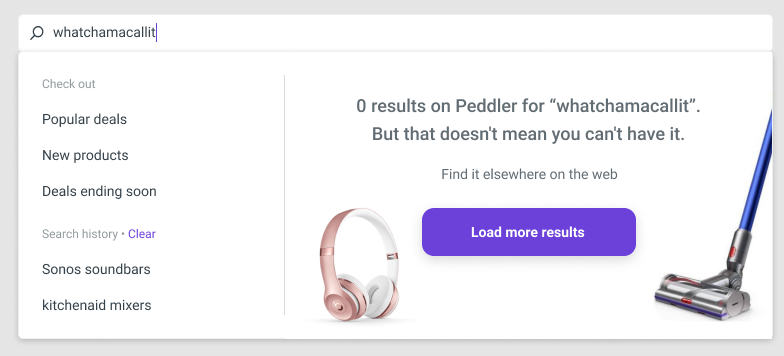 whatchamacallit
Check out
Popular deals
New products
Deals ending soon
Search history • Clear
Sonos soundbars
kitchenaid mixers
0 results on Peddler for “whatchamacallit”.
But that doesn't mean you can't have it.
Find it elsewhere on the web
Load more results